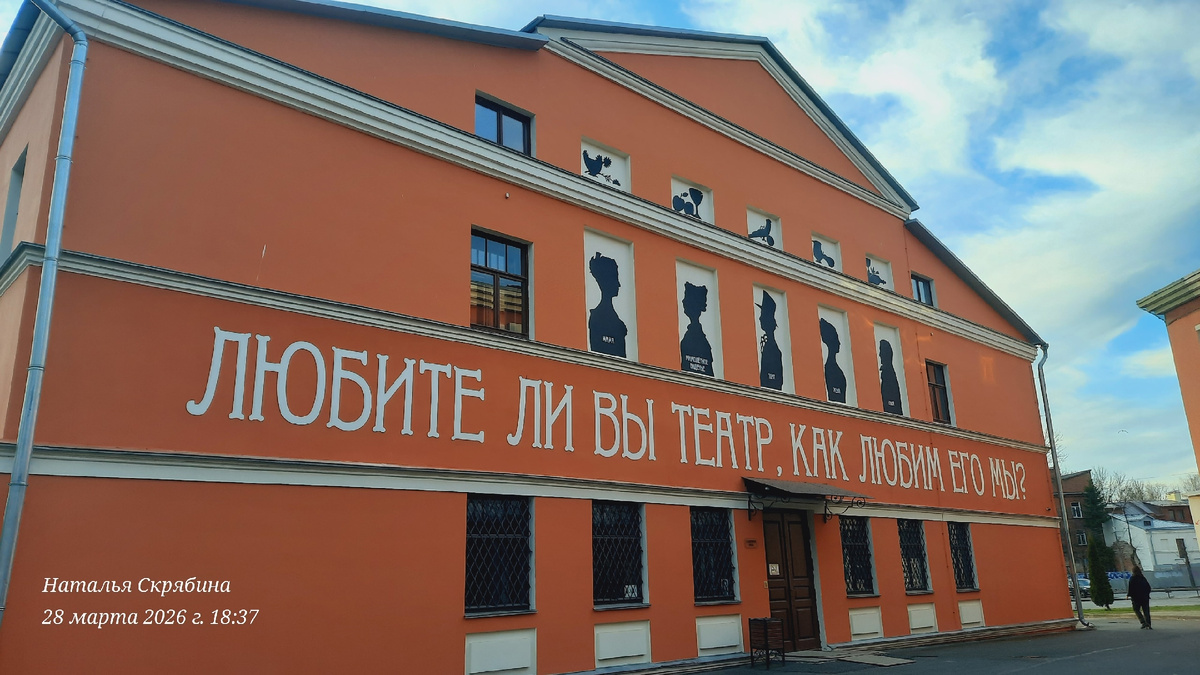 ЛЮБИТЕ ЛИ ВЫ ТЕАТР, КАК ЛЮБИМ ЕГО МЫ?
Наталья Скрябина
28 марта 2026 г. 18:37